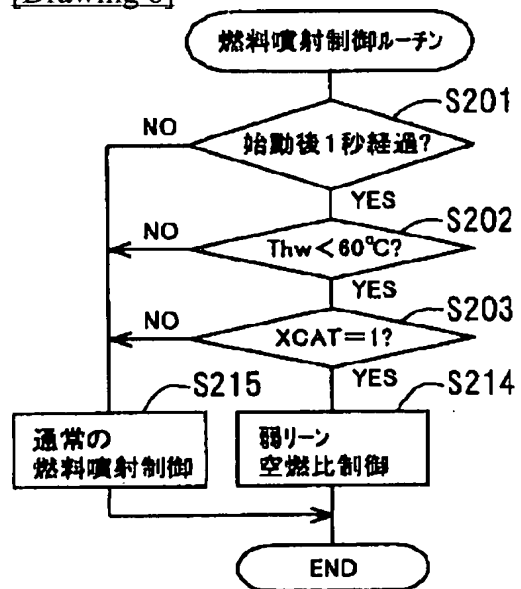 [Drawing 6]
燃料噴射制御ルーチン
S201
始動後1秒経過?
NO
YES
S202
Thw<60℃?
NO
YES
S203
XCAT=1?
NO
YES
S215
通常の
燃料噴射制御
S214
弱リーン
空燃比制御
END